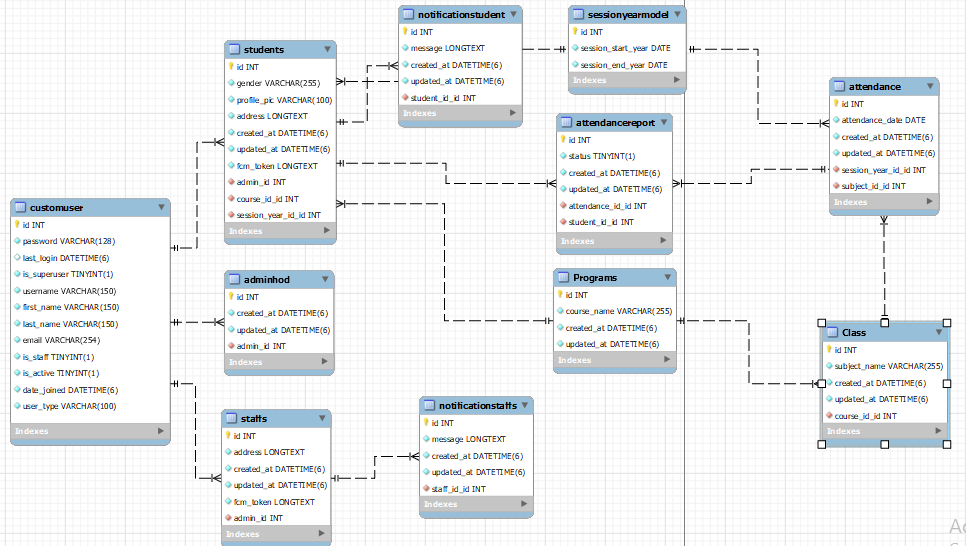 notificationstudent
id INT
message LONGTEXT
created_at DATETIME(6)
updated_at DATETIME(6)
student_id_id INT
Indexes
sessionyearmodel
id INT
session_start_year DATE
session_end_year DATE
Indexes
students
id INT
gender VARCHAR(255)
profile_pic VARCHAR(100)
address LONGTEXT
created_at DATETIME(6)
updated_at DATETIME(6)
fcm_token LONGTEXT
admin_id INT
course_id_id INT
session_year_id_id INT
Indexes
attendance
id INT
attendance_date DATE
created_at DATETIME(6)
updated_at DATETIME(6)
session_year_id_id INT
subject_id_id INT
Indexes
attendancereport
id INT
status TINYINT(1)
created_at DATETIME(6)
updated_at DATETIME(6)
attendance_id_id INT
student_id_id INT
Indexes
customuser
id INT
password VARCHAR(128)
last_login DATETIME(6)
is_superuser TINYINT(1)
username VARCHAR(150)
first_name VARCHAR(150)
last_name VARCHAR(150)
email VARCHAR(254)
is_staff TINYINT(1)
is_active TINYINT(1)
date_joined DATETIME(6)
user_type VARCHAR(100)
Indexes
adminhod
id INT
created_at DATETIME(6)
updated_at DATETIME(6)
admin_id INT
Indexes
Programs
id INT
course_name VARCHAR(255)
created_at DATETIME(6)
updated_at DATETIME(6)
Indexes
Class
id INT
subject_name VARCHAR(255)
created_at DATETIME(6)
updated_at DATETIME(6)
course_id_id INT
Indexes
staffs
id INT
address LONGTEXT
created_at DATETIME(6)
updated_at DATETIME(6)
fcm_token LONGTEXT
admin_id INT
Indexes
notificationstaffs
id INT
message LONGTEXT
created_at DATETIME(6)
updated_at DATETIME(6)
staff_id_id INT
Indexes